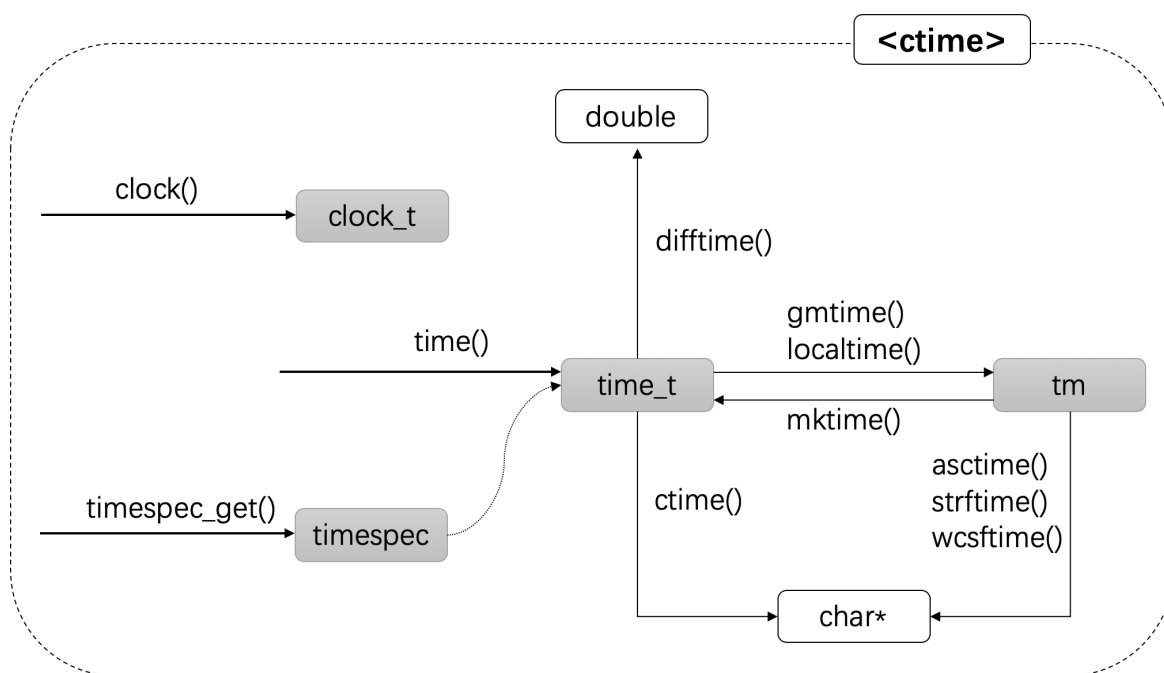 <ctime>
double
clock()
clock_t
difftime()
gmtime()
localtime()
time()
time_t
tm
mktime()
asctime()
strftime()
wcsftime()
ctime()
timespec_get()
timespec
char*